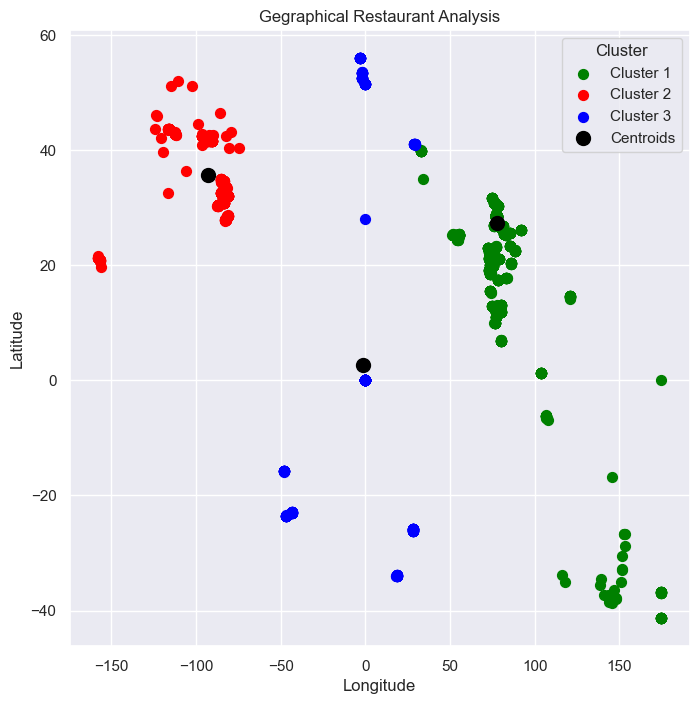 Gegraphical Restaurant Analysis
Cluster
Cluster 1
Cluster 2
Cluster 3
Centroids
60
40
20
0
−20
−40
Latitude
−150
−100
−50
0
50
100
150
Longitude